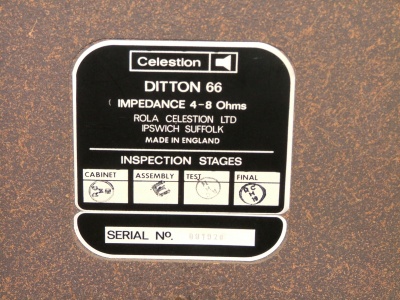 Celestion
DITTON 66
IMPEDANCE 4-8 Ohms
ROLA CELESTION LTD
IPSWICH SUFFOLK
MADE IN ENGLAND
INSPECTION STAGES
CABINET ASSEMBLY TEST FINAL
SERIAL No.